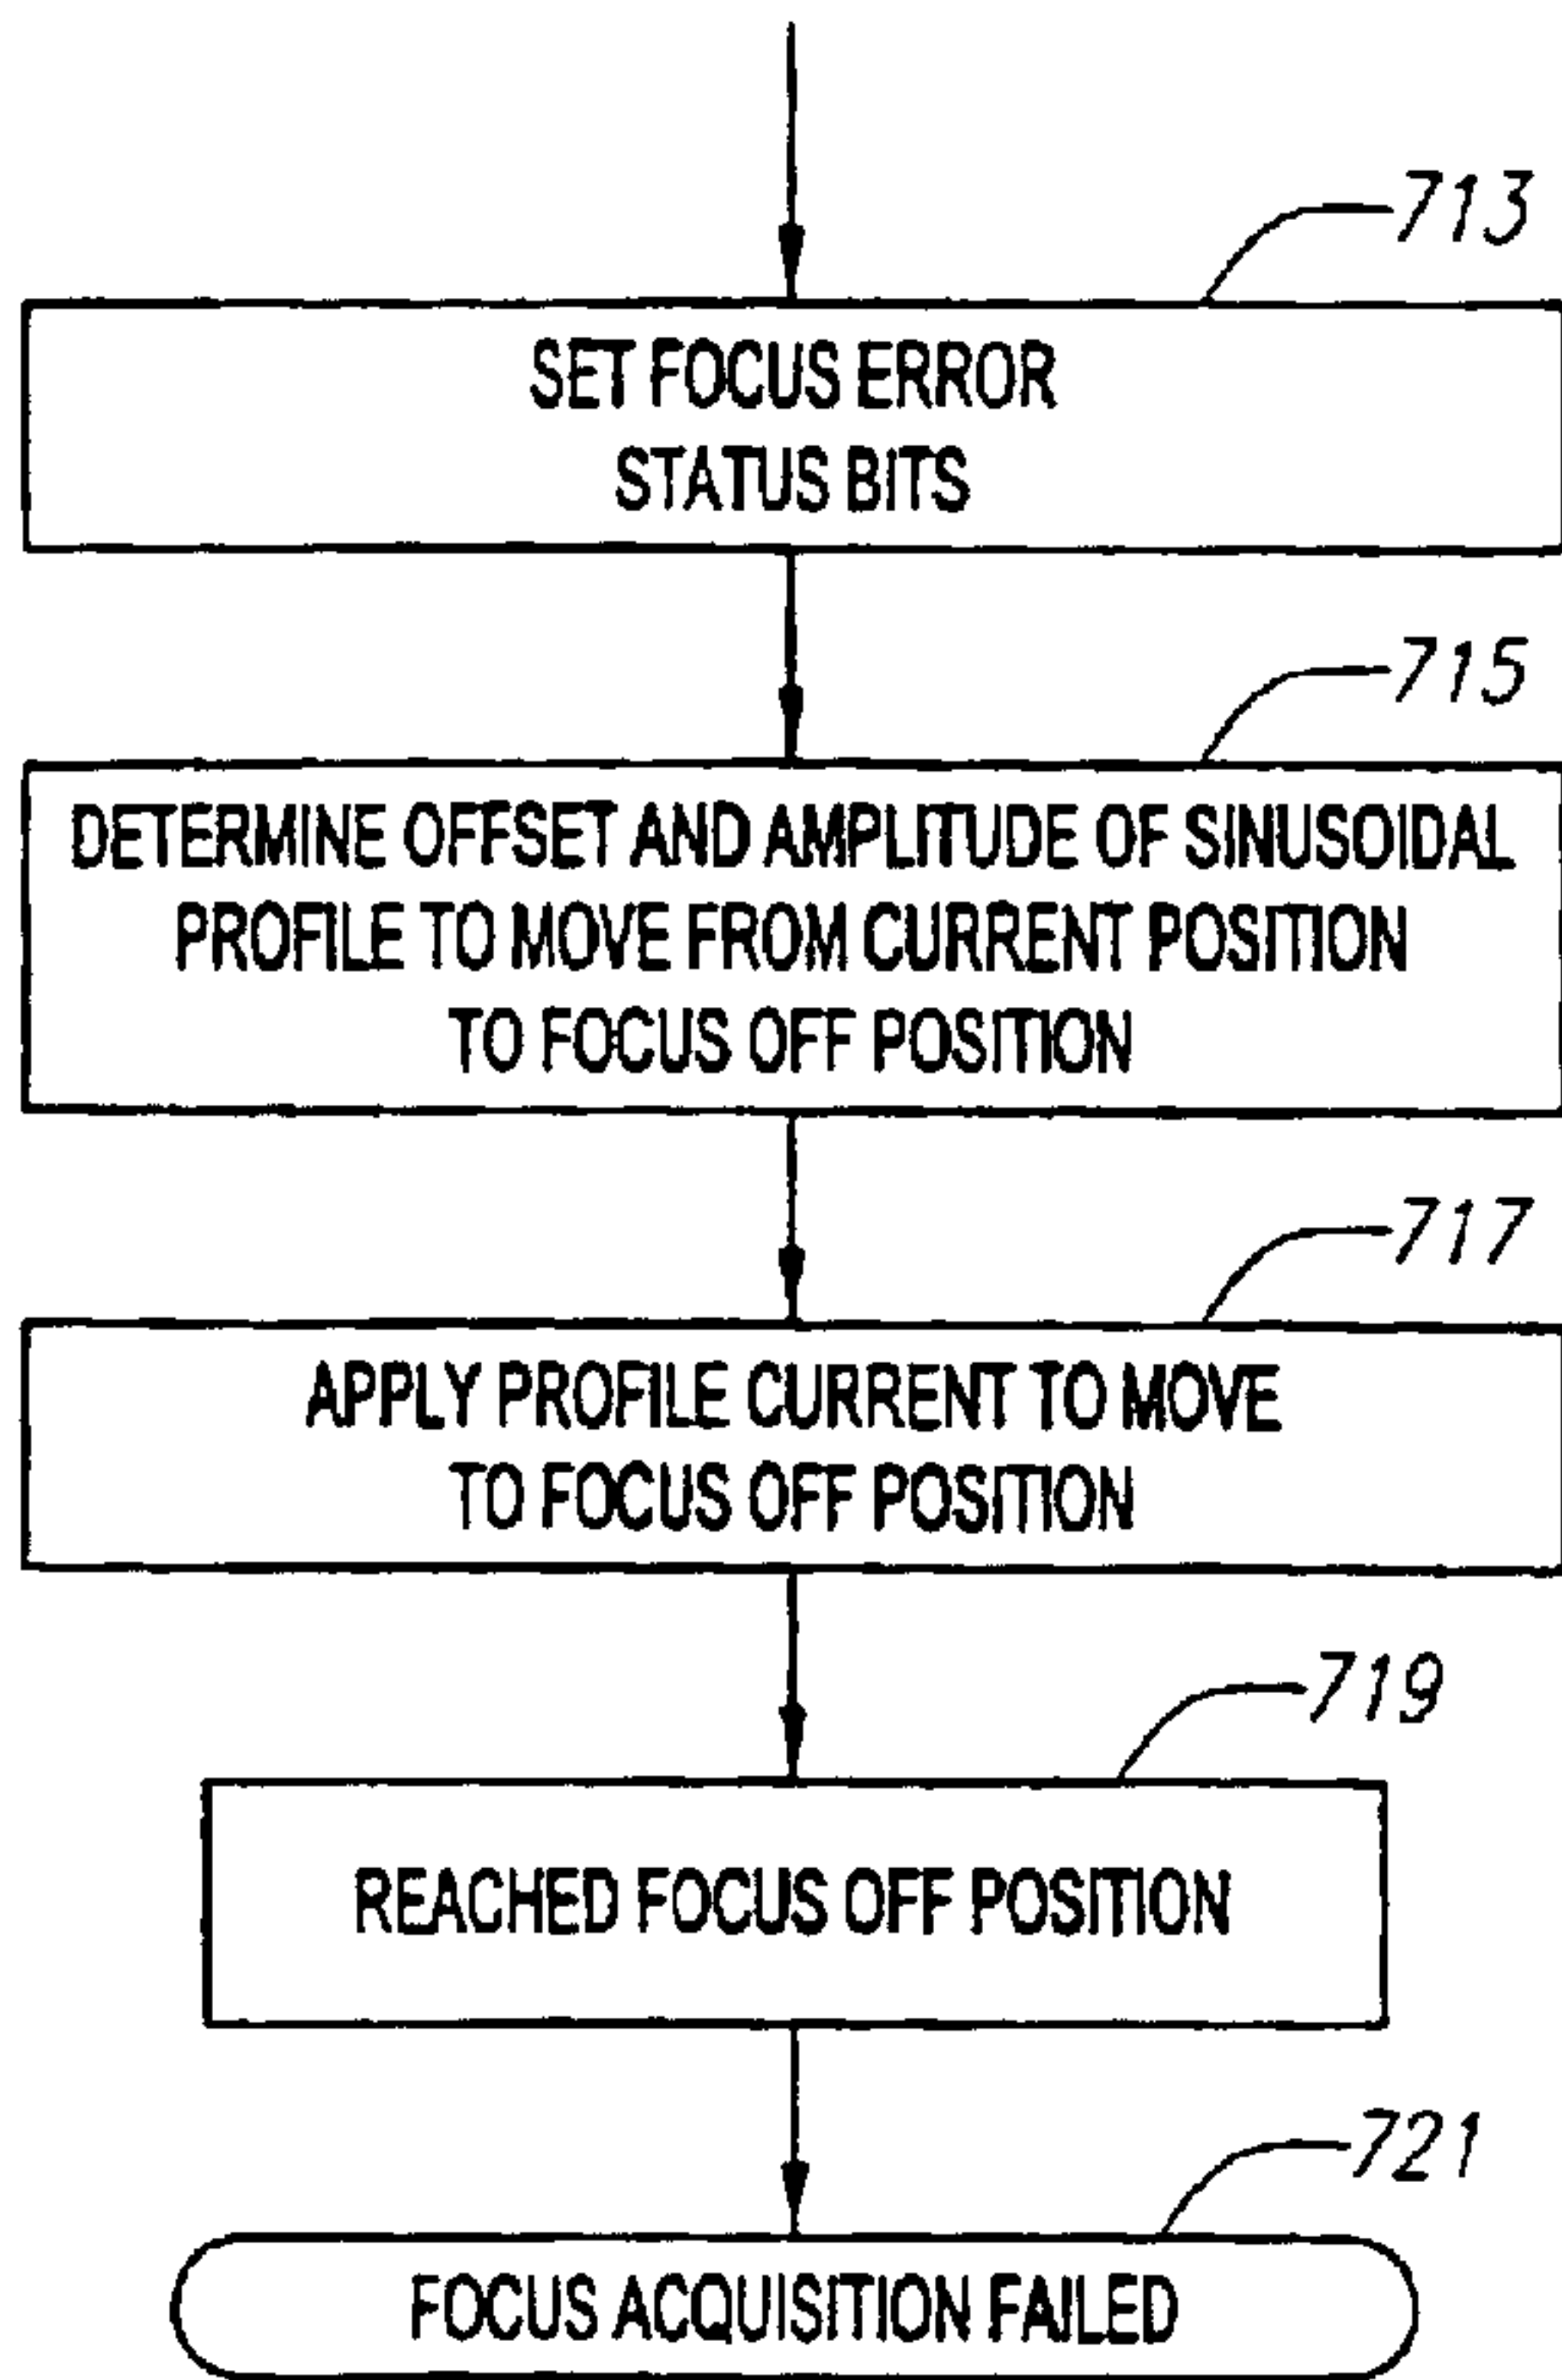 713
SET FOCUS ERROR
STATUS BITS
715
DETERMINE OFFSET AND AMPLITUDE OF SINUSOIDAL
PROFILE TO MOVE FROM CURRENT POSITION
TO FOCUS OFF POSITION
717
APPLY PROFILE CURRENT TO MOVE
TO FOCUS OFF POSITION
719
REACHED FOCUS OFF POSITION
721
FOCUS ACQUISITION FAILED